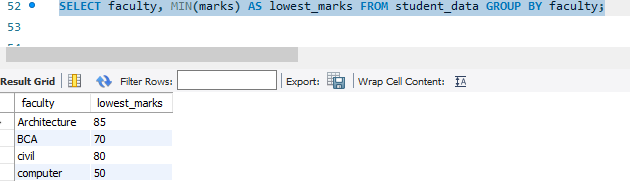 52 SELECT faculty, MIN(marks) AS lowest_marks FROM student_data GROUP BY faculty;
53
Result Grid Filter Rows: Export: Wrap Cell Content:
faculty lowest_marks
Architecture 85
BCA 70
civil 80
computer 50